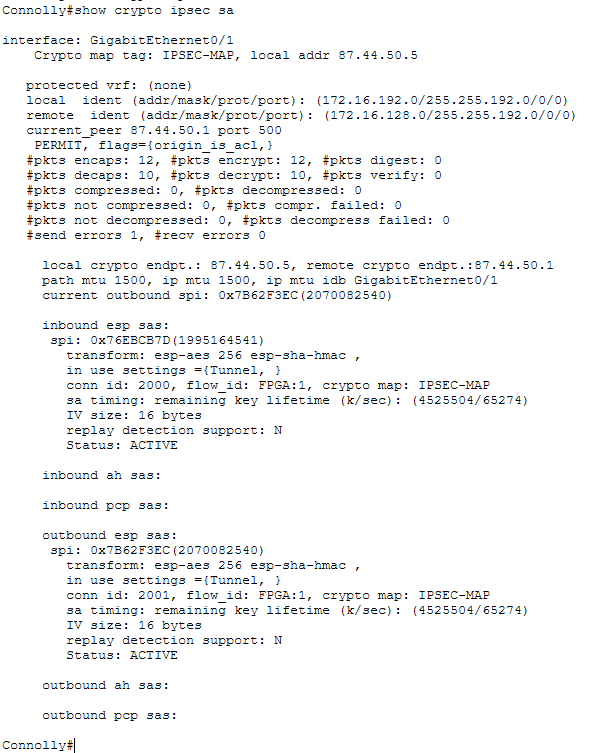 Connolly#show crypto ipsec sa
interface: GigabitEthernet0/1
Crypto map tag: IPSEC-MAP, local addr 87.44.50.5
protected vrf: (none)
local  ident (addr/mask/prot/port): (172.16.192.0/255.255.192.0/0/0)
remote  ident (addr/mask/prot/port): (172.16.128.0/255.255.192.0/0/0)
current_peer 87.44.50.1 port 500
PERMIT, flags={origin_is_acl,}
#pkts encaps: 12, #pkts encrypt: 12, #pkts digest: 0
#pkts decaps: 10, #pkts decrypt: 10, #pkts verify: 0
#pkts compressed: 0, #pkts decompressed: 0
#pkts not compressed: 0, #pkts compr. failed: 0
#pkts not decompressed: 0, #pkts decompress failed: 0
#send errors 1, #recv errors 0
local crypto endpt.: 87.44.50.5, remote crypto endpt.:87.44.50.1
path mtu 1500, ip mtu 1500, ip mtu idb GigabitEthernet0/1
current outbound spi: 0x7B62F3EC(2070082540)
inbound esp sas:
spi: 0x76EBCB7D(1995164541)
transform: esp-aes 256 esp-sha-hmac ,
in use settings ={Tunnel, }
conn id: 2000, flow_id: FPGA:1, crypto map: IPSEC-MAP
sa timing: remaining key lifetime (k/sec): (4525504/65274)
IV size: 16 bytes
replay detection support: N
Status: ACTIVE
inbound ah sas:
inbound pcp sas:
outbound esp sas:
spi: 0x7B62F3EC(2070082540)
transform: esp-aes 256 esp-sha-hmac ,
in use settings ={Tunnel, }
conn id: 2001, flow_id: FPGA:1, crypto map: IPSEC-MAP
sa timing: remaining key lifetime (k/sec): (4525504/65274)
IV size: 16 bytes
replay detection support: N
Status: ACTIVE
outbound ah sas:
outbound pcp sas:
Connolly#